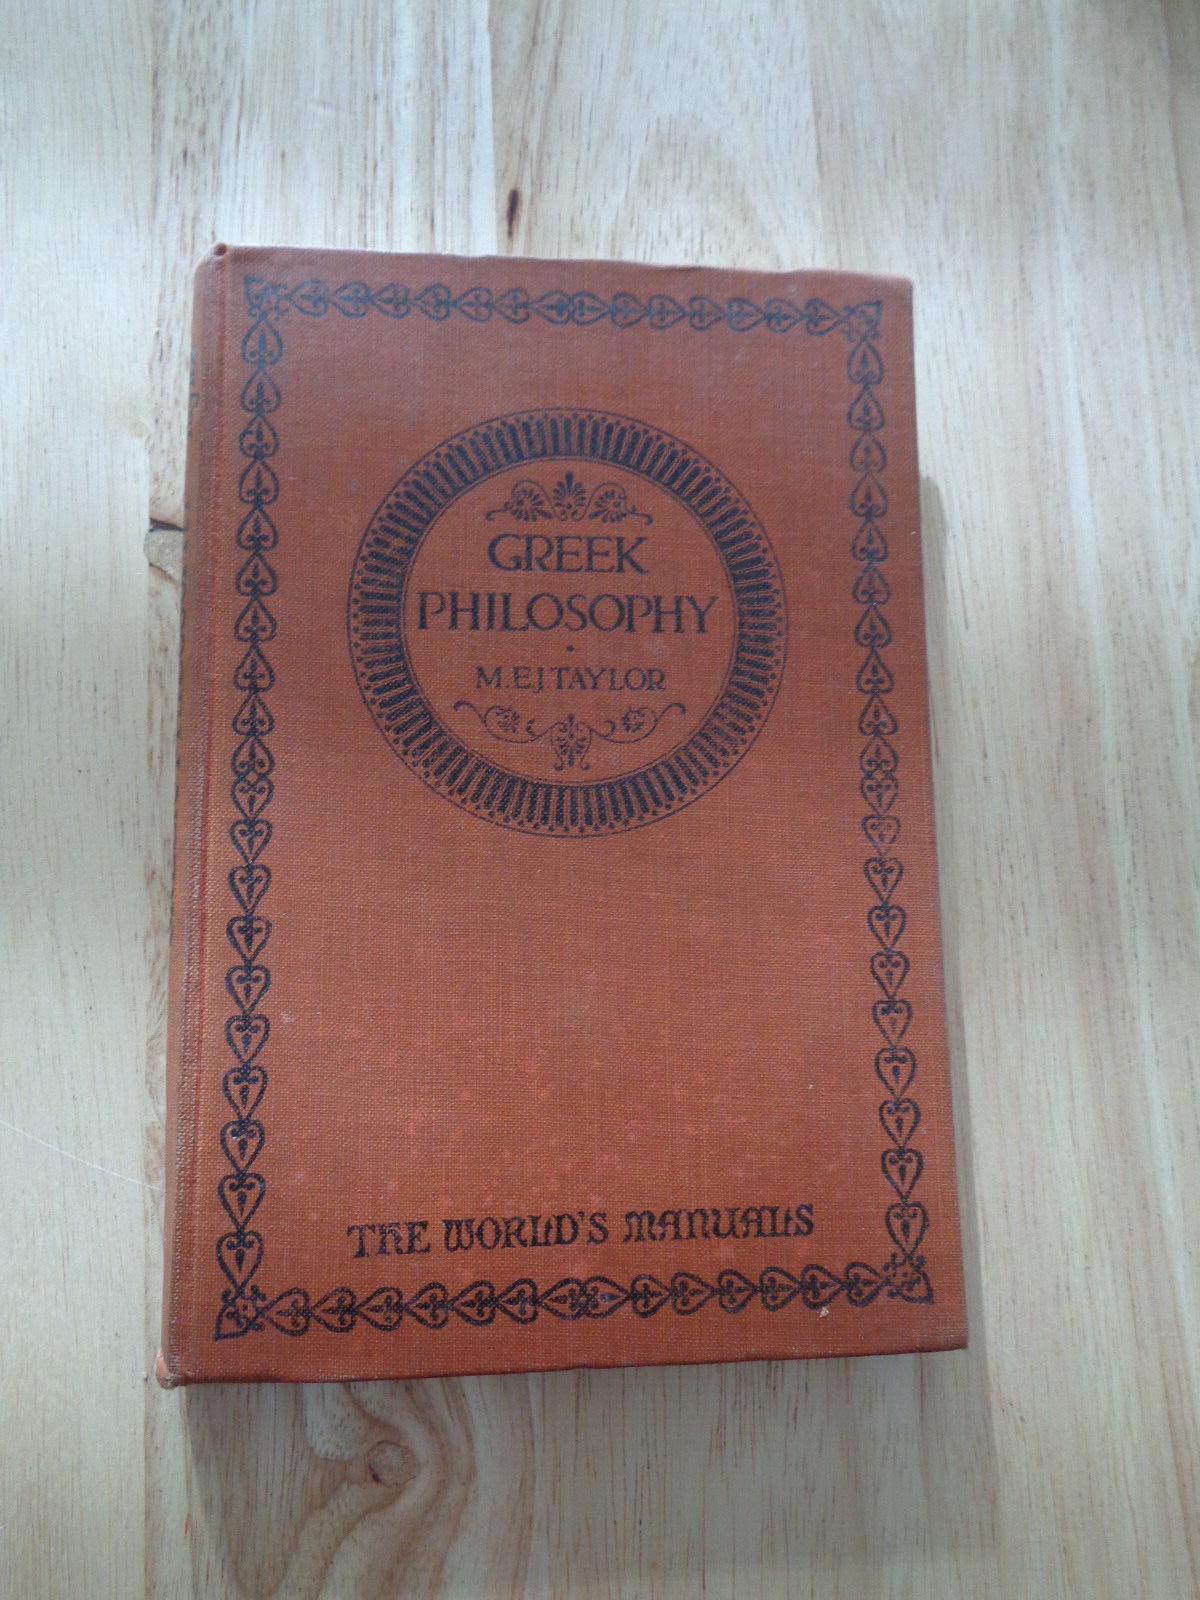 GREEK
PHILOSOPHY
M.E.J. TAYLOR
THE WORLD'S MANUALS